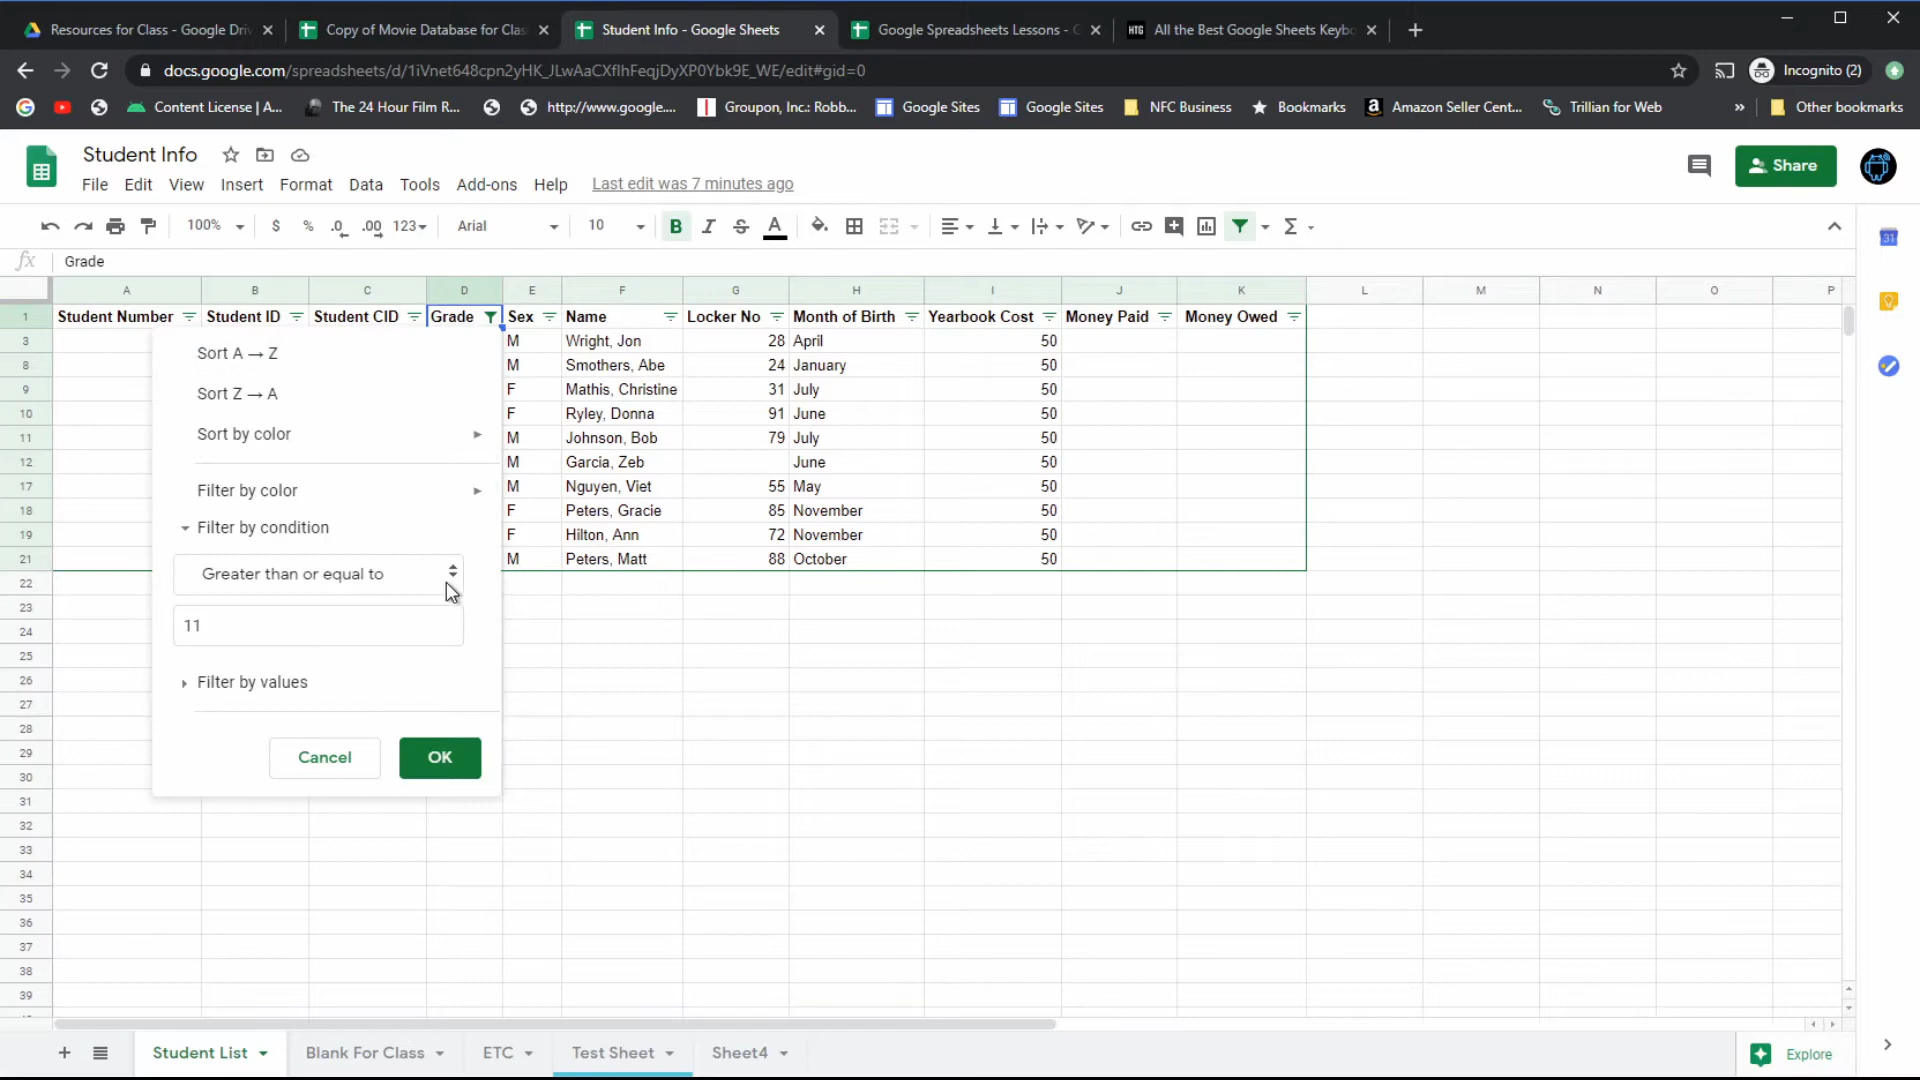 Resources for Class - Google Driv
Copy of Movie Database for Clas
Student Info - Google Sheets
Google Spreadsheets Lessons - G
HTG All the Best Google Sheets Keybo
docs.google.com/spreadsheets/d/1iVnet648cpn2yHK_JLwAaCXfIhFeqjDyXP0Ybk9E_WE/edit#gid=0
Incognito (2)
Content License | A...
The 24 Hour Film R...
http://www.google....
Groupon, Inc.: Robb...
Google Sites
Google Sites
NFC Business
Bookmarks
Amazon Seller Cent...
Trillian for Web
»
Other bookmarks
Student Info
File Edit View Insert Format Data Tools Add-ons Help Last edit was 7 minutes ago
Share
100% $ % .0 .00 123 Arial 10 B I S A Σ
31
fx Grade
A B C D E F G H I J K L M N O P
1 Student Number Student ID Student CID Grade Sex Name Locker No Month of Birth Yearbook Cost Money Paid Money Owed
3 M Wright, Jon 28 April 50
8 M Smothers, Abe 24 January 50
9 F Mathis, Christine 31 July 50
10 F Ryley, Donna 91 June 50
11 M Johnson, Bob 79 July 50
12 M Garcia, Zeb June 50
17 M Nguyen, Viet 55 May 50
18 F Peters, Gracie 85 November 50
19 F Hilton, Ann 72 November 50
21 M Peters, Matt 88 October 50
22
23
24
25
26
27
28
29
30
31
32
33
34
35
36
37
38
39
Sort A → Z
Sort Z → A
Sort by color
Filter by color
Filter by condition
Greater than or equal to
11
Filter by values
Cancel OK
Student List
Blank For Class
ETC
Test Sheet
Sheet4
Explore